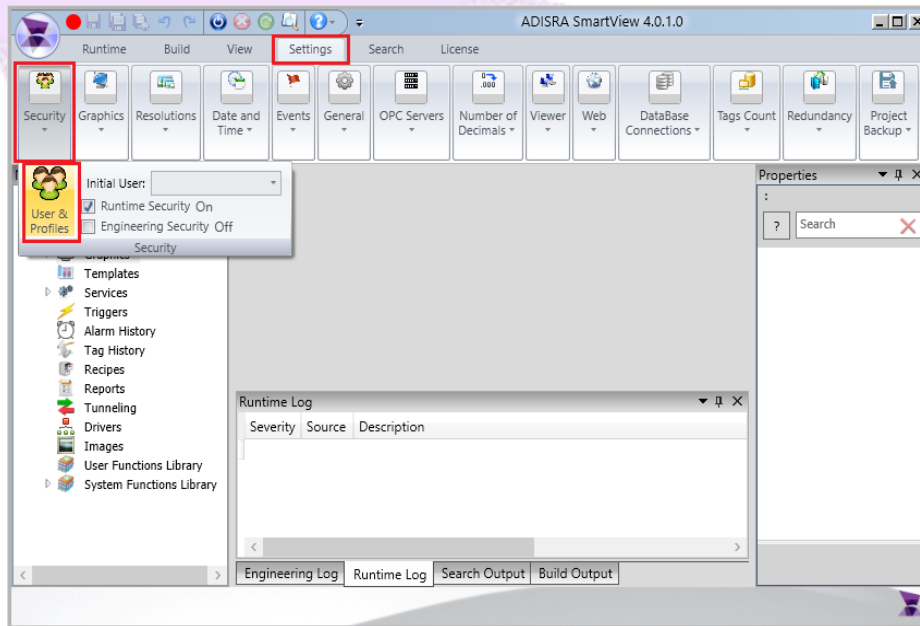 ADISRA SmartView 4.0.1.0
Runtime Build View Settings Search License
Security Graphics Resolutions Date and Time Events General OPC Servers Number of Decimals Viewer Web DataBase Connections Tags Count Redundancy Project Backup
.000
User & Profiles
Initial User:
Runtime Security On
Engineering Security Off
Security
Properties
:
? Search
Graphics
Templates
Services
Triggers
Alarm History
Tag History
Recipes
Reports
Tunneling
Drivers
Images
User Functions Library
System Functions Library
Runtime Log
Severity Source Description
Engineering Log Runtime Log Search Output Build Output